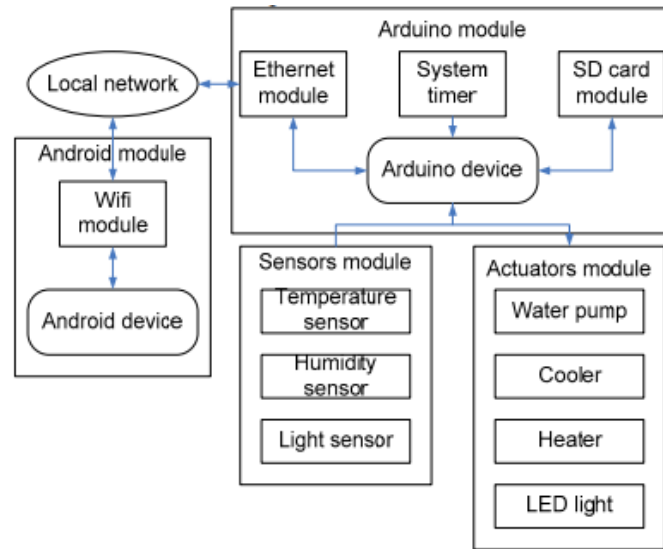 Arduino module
Local network
Ethernet
module
System
timer
SD card
module
Android module
Arduino device
Wifi
module
Android device
Sensors module
Temperature
sensor
Humidity
sensor
Light sensor
Actuators module
Water pump
Cooler
Heater
LED light